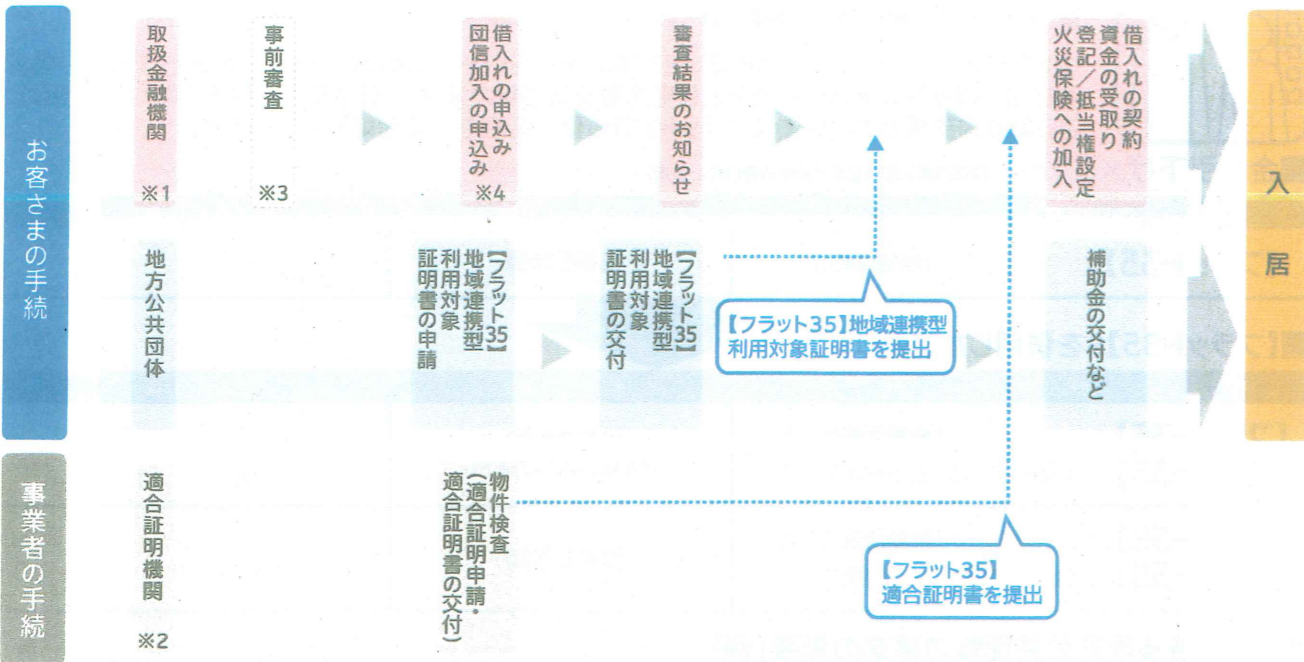 お客さまの手続
取扱金融機関
※1
事前審査
※3
借入れの申込み
団信加入の申込み
※4
審査結果のお知らせ
借入れの契約
資金の受取り
登記／抵当権設定
火災保険への加入
入居
地方公共団体
【フラット35】
地域連携型
利用対象
証明書の申請
【フラット35】
地域連携型
利用対象
証明書の交付
【フラット35】地域連携型
利用対象証明書を提出
補助金の交付など
事業者の手続
適合証明機関
※2
物件検査
（適合証明申請・
適合証明書の交付）
【フラット35】
適合証明書を提出